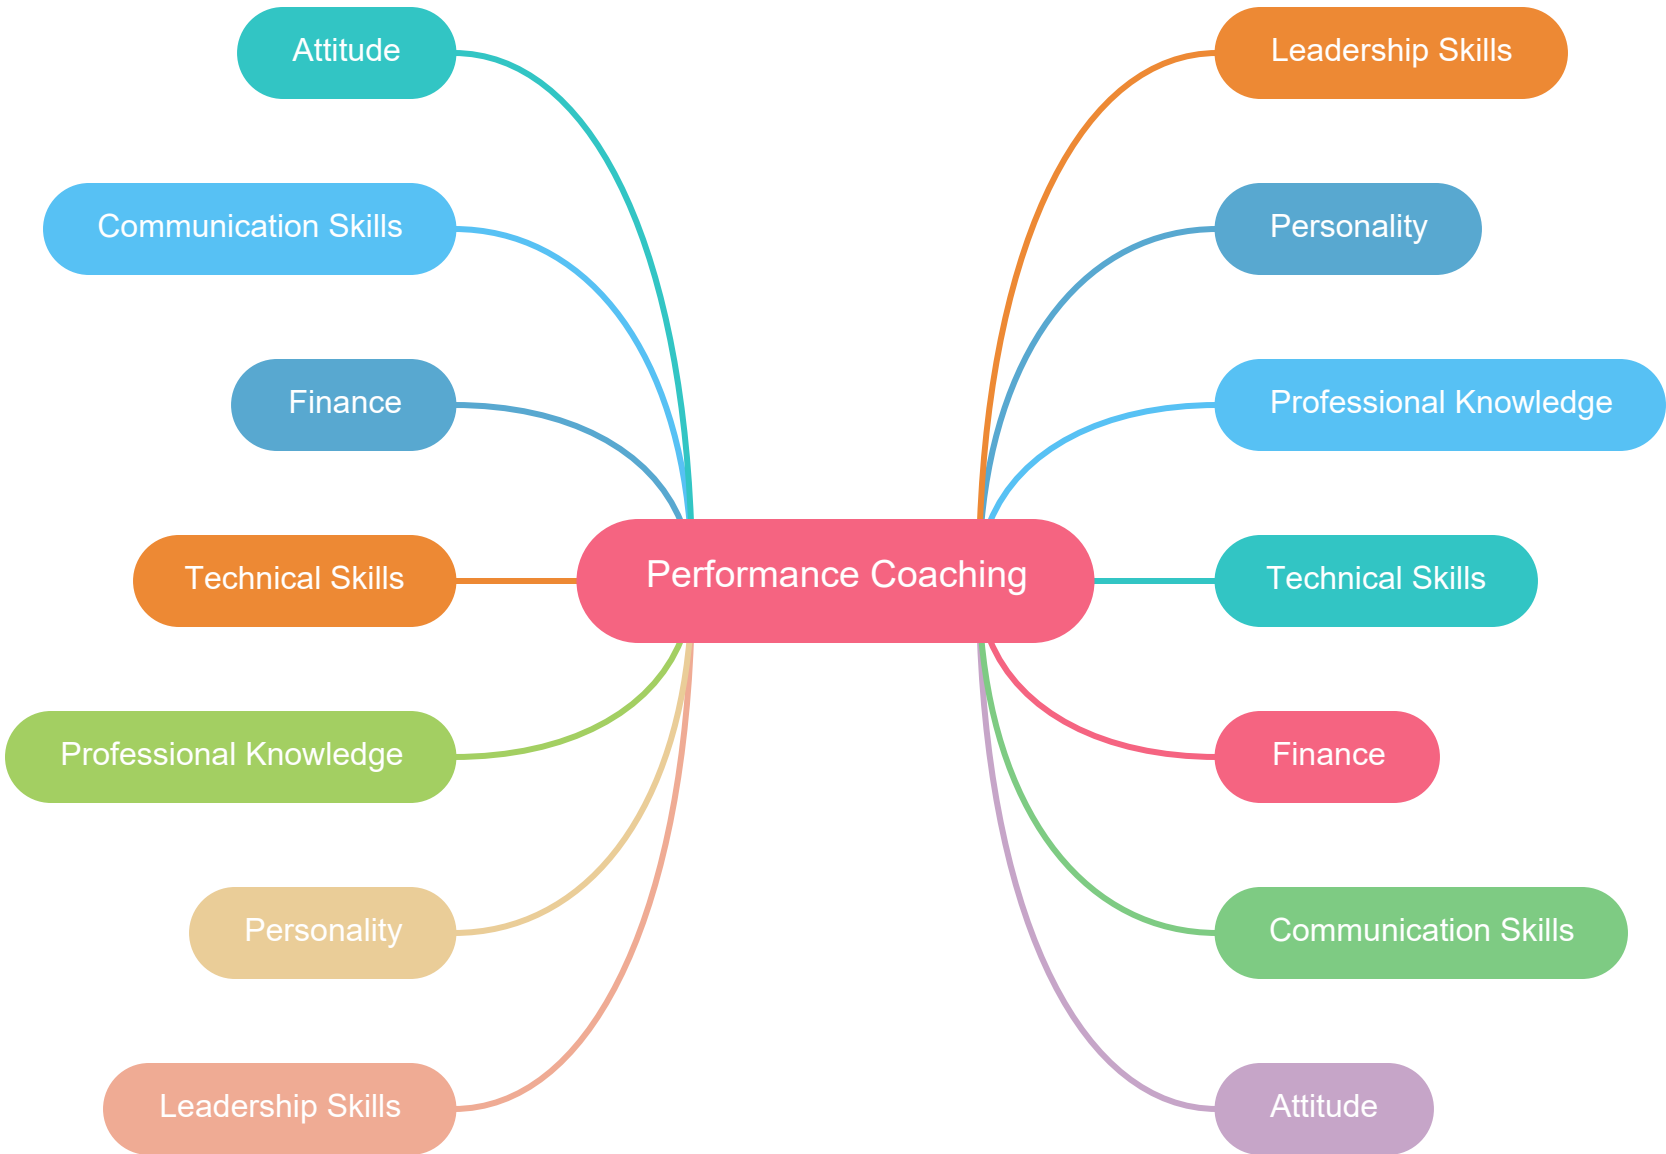 Attitude
Communication Skills
Finance
Technical Skills
Professional Knowledge
Personality
Leadership Skills
Performance Coaching
Leadership Skills
Personality
Professional Knowledge
Technical Skills
Finance
Communication Skills
Attitude